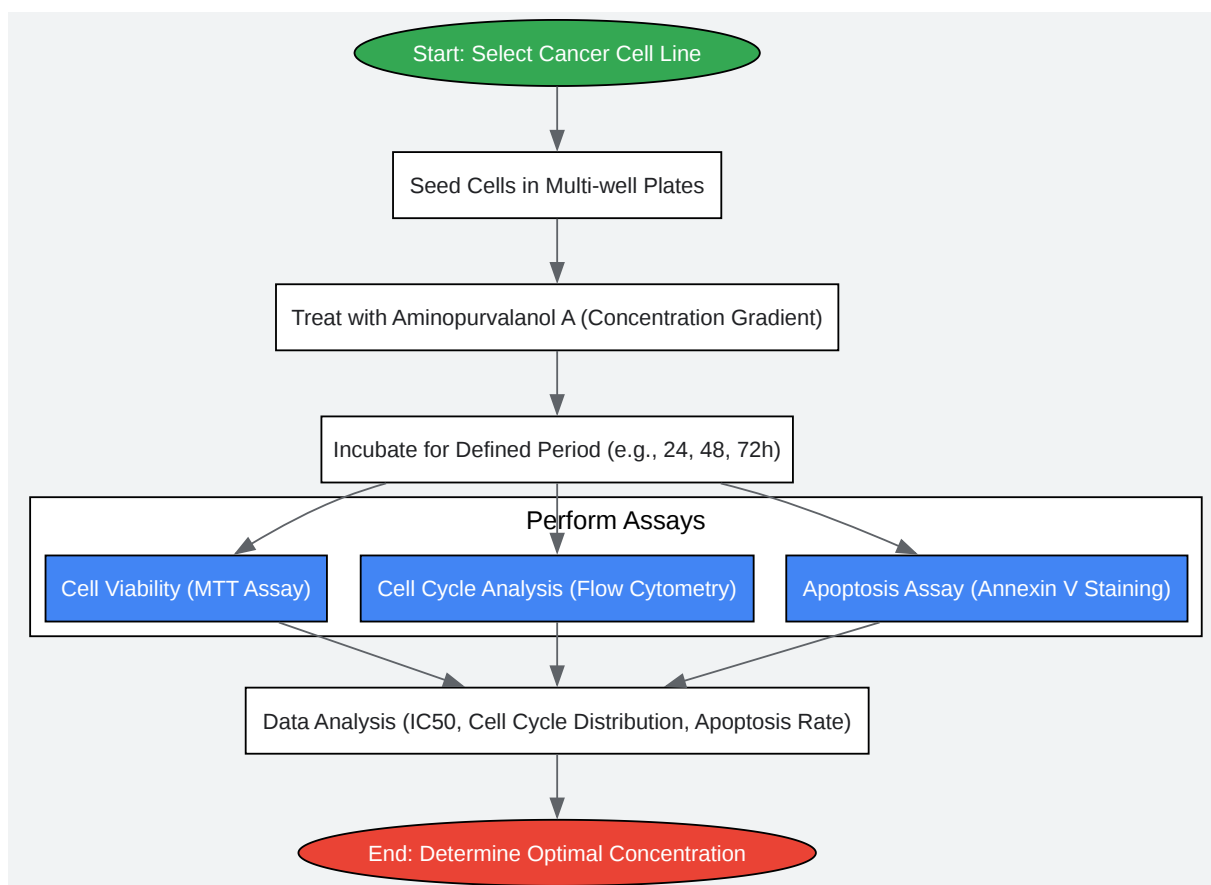 Start: Select Cancer Cell Line
Seed Cells in Multi-well Plates
Treat with Aminopurvalanol A (Concentration Gradient)
Incubate for Defined Period (e.g., 24, 48, 72h)
Perform Assays
Cell Viability (MTT Assay)
Cell Cycle Analysis (Flow Cytometry)
Apoptosis Assay (Annexin V Staining)
Data Analysis (IC50, Cell Cycle Distribution, Apoptosis Rate)
End: Determine Optimal Concentration